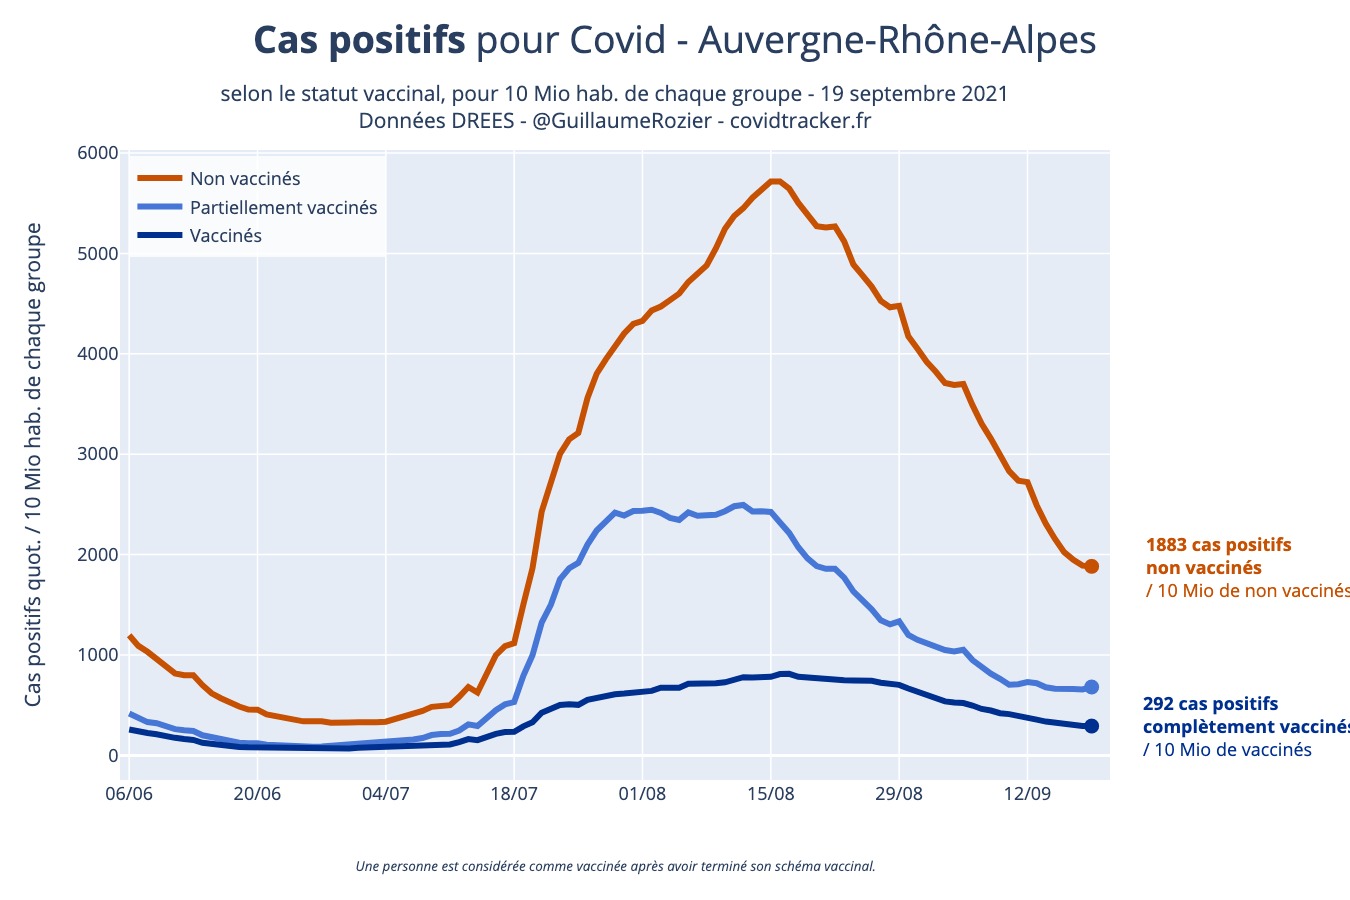 Cas positifs pour Covid - Auvergne-Rhône-Alpes
selon le statut vaccinal, pour 10 Mio hab. de chaque groupe - 19 septembre 2021
Données DREES - @GuillaumeRozier - covidtracker.fr
Cas positifs quot. / 10 Mio hab. de chaque groupe
6000
5000
4000
3000
2000
1000
0
Non vaccinés
Partiellement vaccinés
Vaccinés
1883 cas positifs
non vaccinés
/ 10 Mio de non vaccinés
292 cas positifs
complètement vaccinés
/ 10 Mio de vaccinés
06/06
20/06
04/07
18/07
01/08
15/08
29/08
12/09
Une personne est considérée comme vaccinée après avoir terminé son schéma vaccinal.